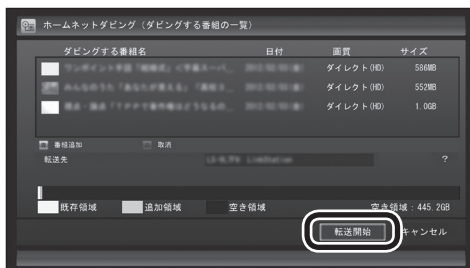 ホームネットダビング（ダビングする番組の一覧）
ダビングする番組名 日付 画質 サイズ
ダイレクト(HD) 586MB
ダイレクト(HD) 552MB
ダイレクト(HD) 1.0GB
番組追加 取消
転送先 ?
既存領域 追加領域 空き領域 空き領域：445.2GB
転送開始 キャンセル